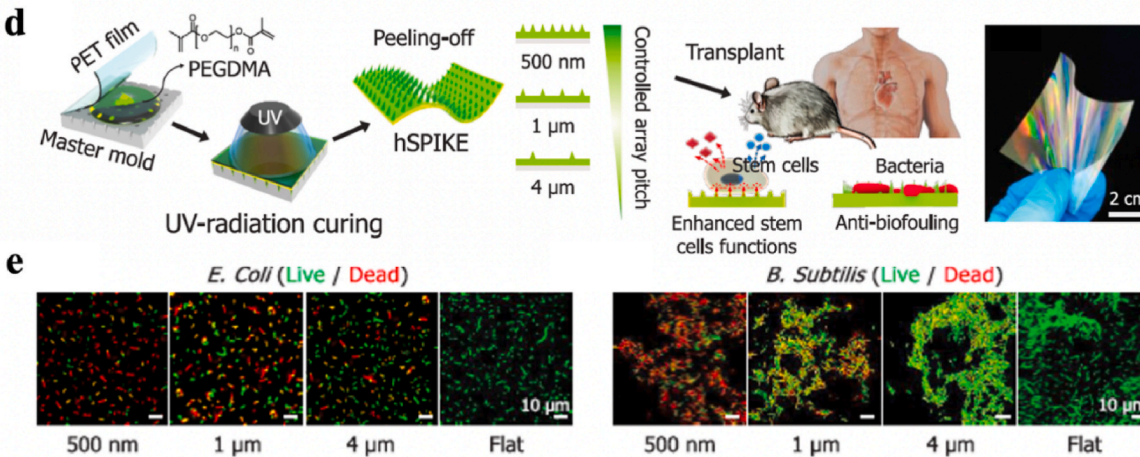 d
PET film
PEGDMA
O
O
O
O
n
Master mold
UV
UV-radiation curing
Peeling-off
hSPIKE
500 nm
1 µm
4 µm
Controlled array pitch
Transplant
Stem cells
Enhanced stem
cells functions
Bacteria
Anti-biofouling
2 cm
e
E. Coli (Live / Dead)
10 µm
500 nm
1 µm
4 µm
Flat
B. Subtilis (Live / Dead)
10 µm
500 nm
1 µm
4 µm
Flat